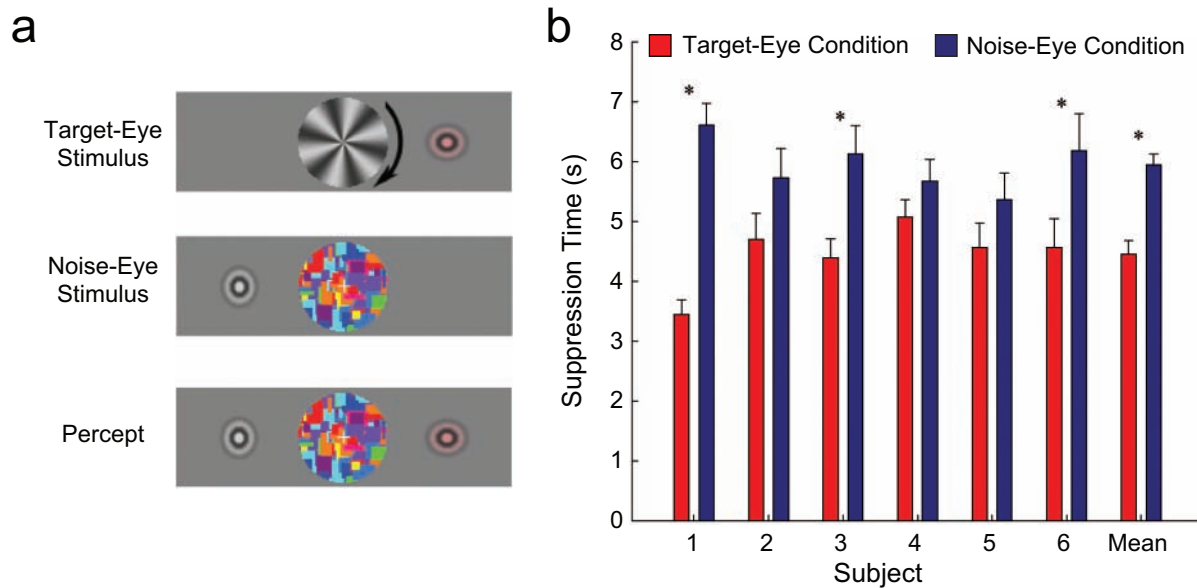 a
Target-Eye
Stimulus
Noise-Eye
Stimulus
Percept
b
Target-Eye Condition
Noise-Eye Condition
Suppression Time (s)
8
7
6
5
4
3
2
1
0
*
*
*
*
1 2 3 4 5 6 Mean
Subject